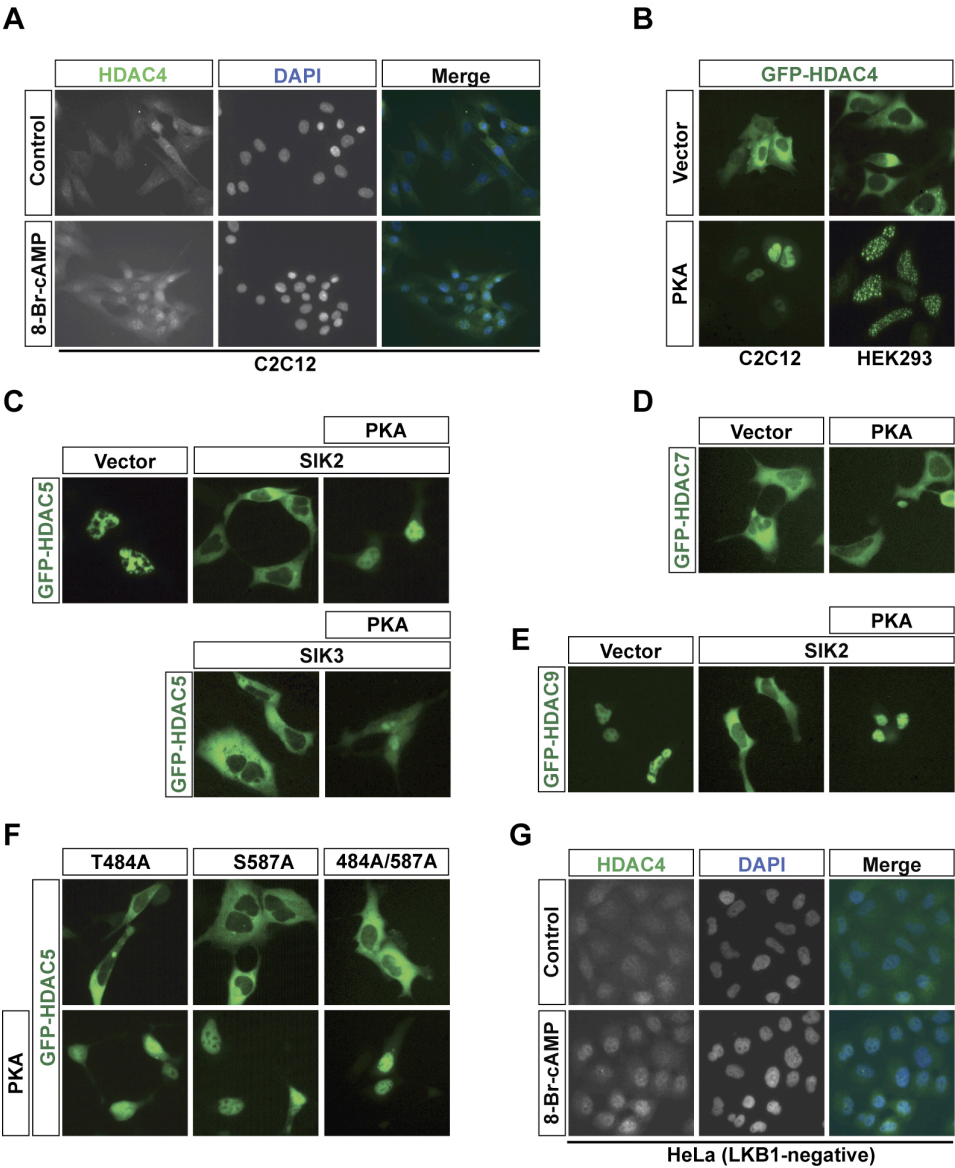 A
HDAC4 DAPI Merge
Control
8-Br-cAMP
C2C12
B
GFP-HDAC4
Vector
PKA
C2C12 HEK293
C
PKA
Vector SIK2
GFP-HDAC5
PKA
SIK3
GFP-HDAC5
D
Vector PKA
GFP-HDAC7
E
PKA
Vector SIK2
GFP-HDAC9
F
T484A S587A 484A/587A
GFP-HDAC5
PKA
G
HDAC4 DAPI Merge
Control
8-Br-cAMP
HeLa (LKB1-negative)